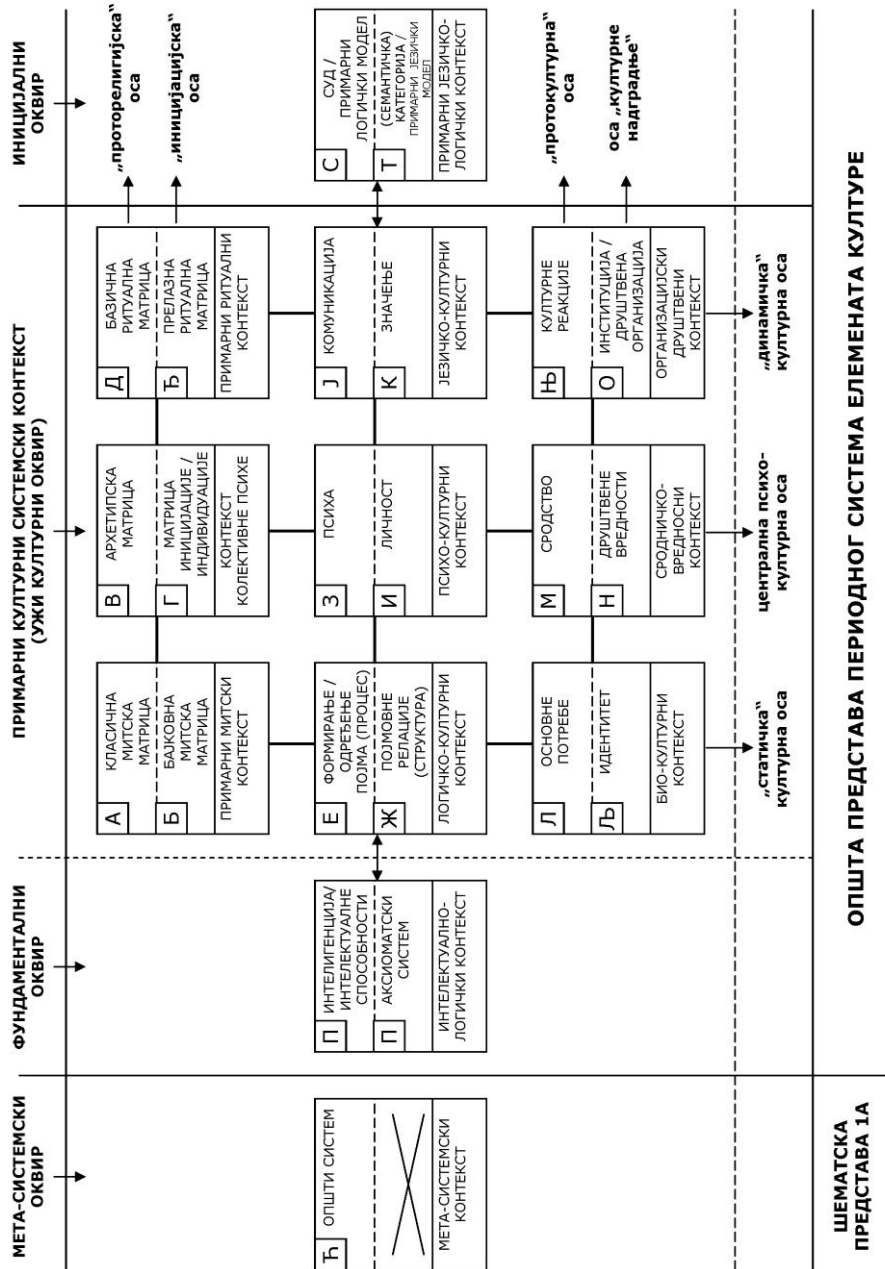 МЕТА-СИСТЕМСКИ
ОКВИР
ФУНДАМЕНТАЛНИ
ОКВИР
ПРИМАРНИ КУЛТУРНИ СИСТЕМСКИ КОНТЕКСТ
(УЖИ КУЛТУРНИ ОКВИР)
ИНИЦИЈАЛНИ
ОКВИР
А
КЛАСИЧНА
МИТСКА
МАТРИЦА
Б
БАЈКОВНА
МИТСКА
МАТРИЦА
ПРИМАРНИ МИТСКИ
КОНТЕКСТ
В
АРХЕТИПСКА
МАТРИЦА
Г
МАТРИЦА
ИНИЦИЈАЦИЈЕ /
ИНДИВИДУАЦИЈЕ
КОНТЕКСТ
КОЛЕКТИВНЕ ПСИХЕ
Д
БАЗИЧНА
РИТУАЛНА
МАТРИЦА
Ђ
ПРЕЛАЗНА
РИТУАЛНА
МАТРИЦА
ПРИМАРНИ РИТУАЛНИ
КОНТЕКСТ
„проторелигијска“
оса
„иницијацијска“
оса
Ћ
ОПШТИ СИСТЕМ
МЕТА-СИСТЕМСКИ
КОНТЕКСТ
П
ИНТЕЛИГЕНЦИЈА/
ИНТЕЛЕКТУАЛНЕ
СПОСОБНОСТИ
П
АКСИОМАТСКИ
СИСТЕМ
ИНТЕЛЕКТУАЛНО-
ЛОГИЧКИ КОНТЕКСТ
Е
ФОРМИРАЊЕ /
ОДРЕЂЕЊЕ
ПОЈМА (ПРОЦЕС)
Ж
ПОЈМОВНЕ
РЕЛАЦИЈЕ
(СТРУКТУРА)
ЛОГИЧКО-КУЛТУРНИ
КОНТЕКСТ
З
ПСИХА
И
ЛИЧНОСТ
ПСИХО-КУЛТУРНИ
КОНТЕКСТ
Ј
КОМУНИКАЦИЈА
К
ЗНАЧЕЊЕ
ЈЕЗИЧКО-КУЛТУРНИ
КОНТЕКСТ
С
СУД /
ПРИМАРНИ
ЛОГИЧКИ МОДЕЛ
Т
(СЕМАНТИЧКА)
КАТЕГОРИЈА /
ПРИМАРНИ ЈЕЗИЧКИ
МОДЕЛ
ПРИМАРНИ ЈЕЗИЧКО-
ЛОГИЧКИ КОНТЕКСТ
Л
ОСНОВНЕ
ПОТРЕБЕ
Љ
ИДЕНТИТЕТ
БИО-КУЛТУРНИ
КОНТЕКСТ
М
СРОДСТВО
Н
ДРУШТВЕНЕ
ВРЕДНОСТИ
СРОДНИЧКО-
ВРЕДНОСНИ
КОНТЕКСТ
Њ
КУЛТУРНЕ
РЕАКЦИЈЕ
О
ИНСТИТУЦИЈА /
ДРУШТВЕНА
ОРГАНИЗАЦИЈА
ОРГАНИЗАЦИЈСКИ
ДРУШТВЕНИ
КОНТЕКСТ
„протокултурна“
оса
оса „културне
надградње“
„статичка“
културна оса
централна психо-
културна оса
„динамичка“
културна оса
ШЕМАТСКА
ПРЕДСТАВА 1А
ОПШТА ПРЕДСТАВА ПЕРИОДНОГ СИСТЕМА ЕЛЕМЕНАТА КУЛТУРЕ